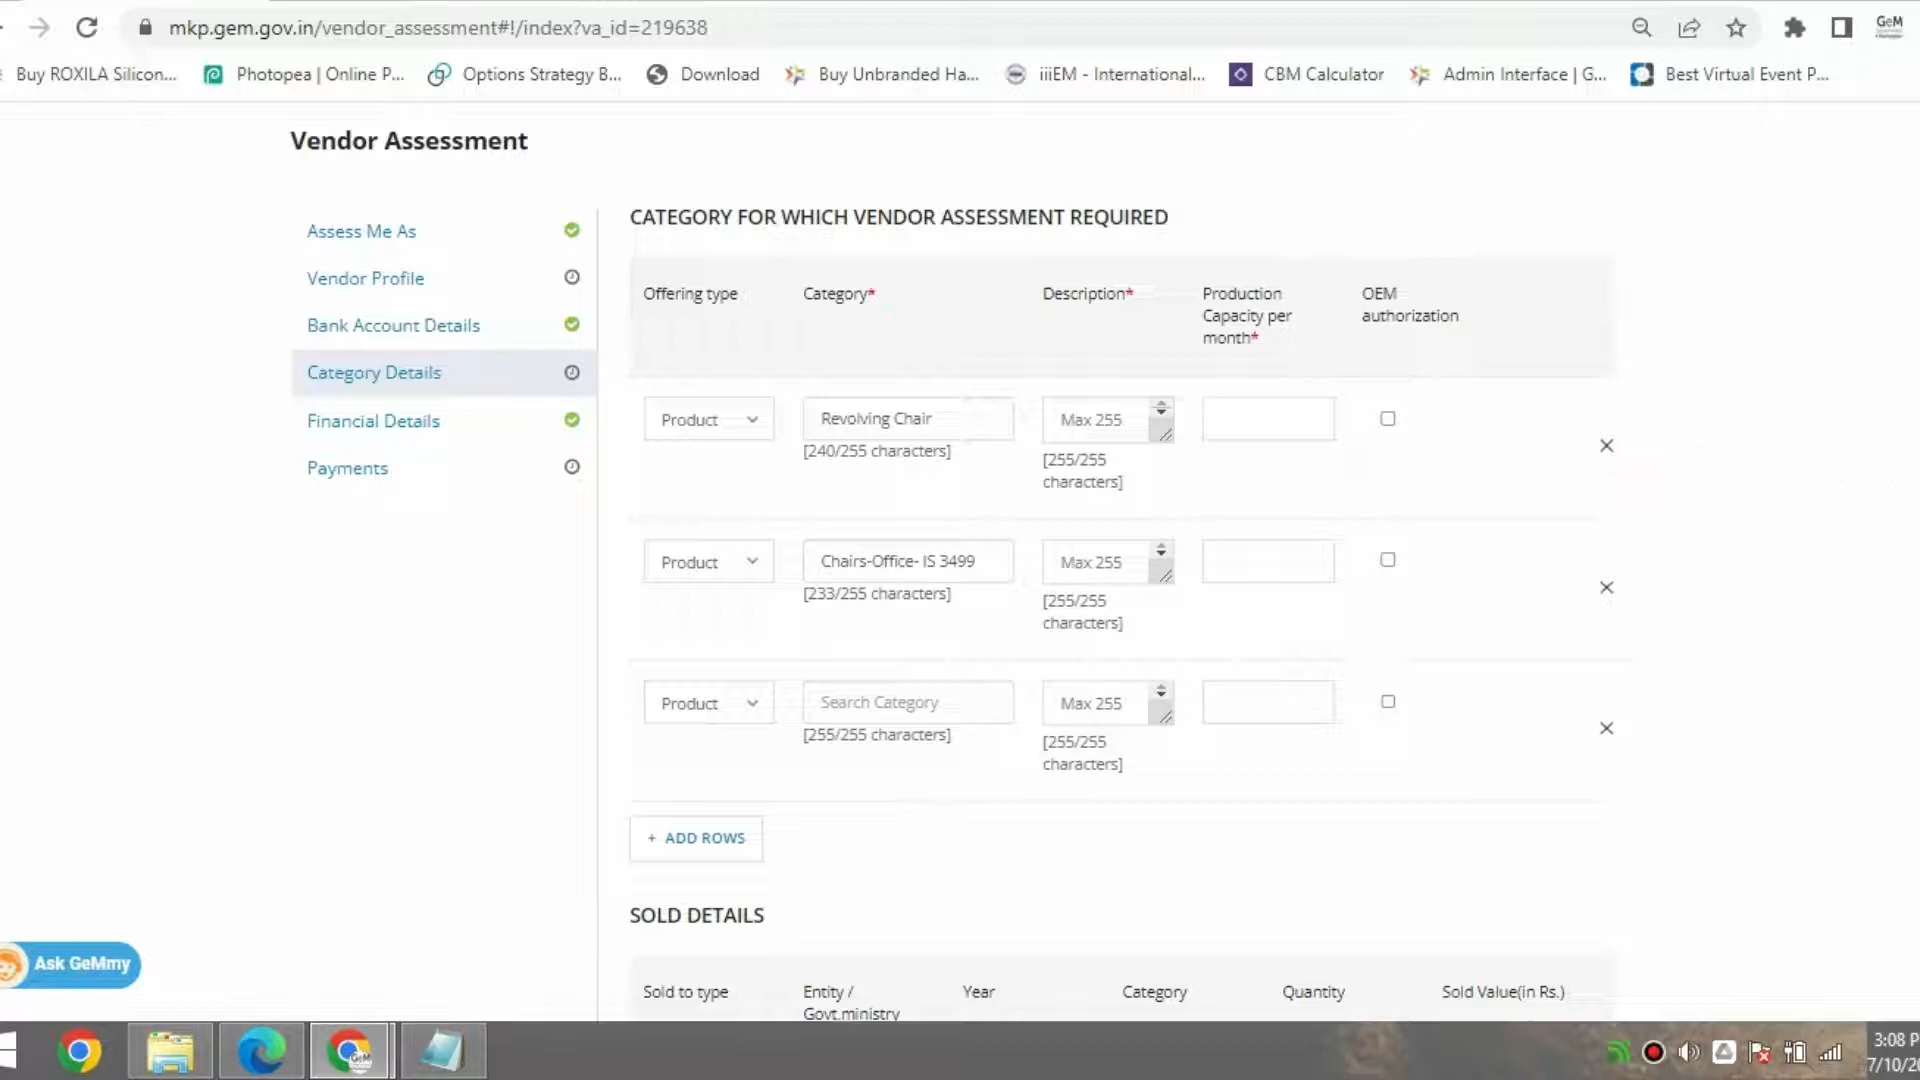 mkp.gem.gov.in/vendor_assessment#!/index?va_id=219638
GeM
Buy ROXILA Silicon... Photopea | Online P... Options Strategy B... Download Buy Unbranded Ha... iiiEM - International... CBM Calculator Admin Interface | G... Best Virtual Event P...
Vendor Assessment
Assess Me As
Vendor Profile
Bank Account Details
Category Details
Financial Details
Payments
CATEGORY FOR WHICH VENDOR ASSESSMENT REQUIRED
Offering type Category* Description* Production OEM
Capacity per authorization
month*
Product Revolving Chair Max 255
[240/255 characters] [255/255
characters]
Product Chairs-Office- IS 3499 Max 255
[233/255 characters] [255/255
characters]
Product Search Category Max 255
[255/255 characters] [255/255
characters]
+ ADD ROWS
SOLD DETAILS
Sold to type Entity / Year Category Quantity Sold Value(in Rs.)
Govt.ministry
Ask GeMmy
GeM
3:08 P
7/10/20